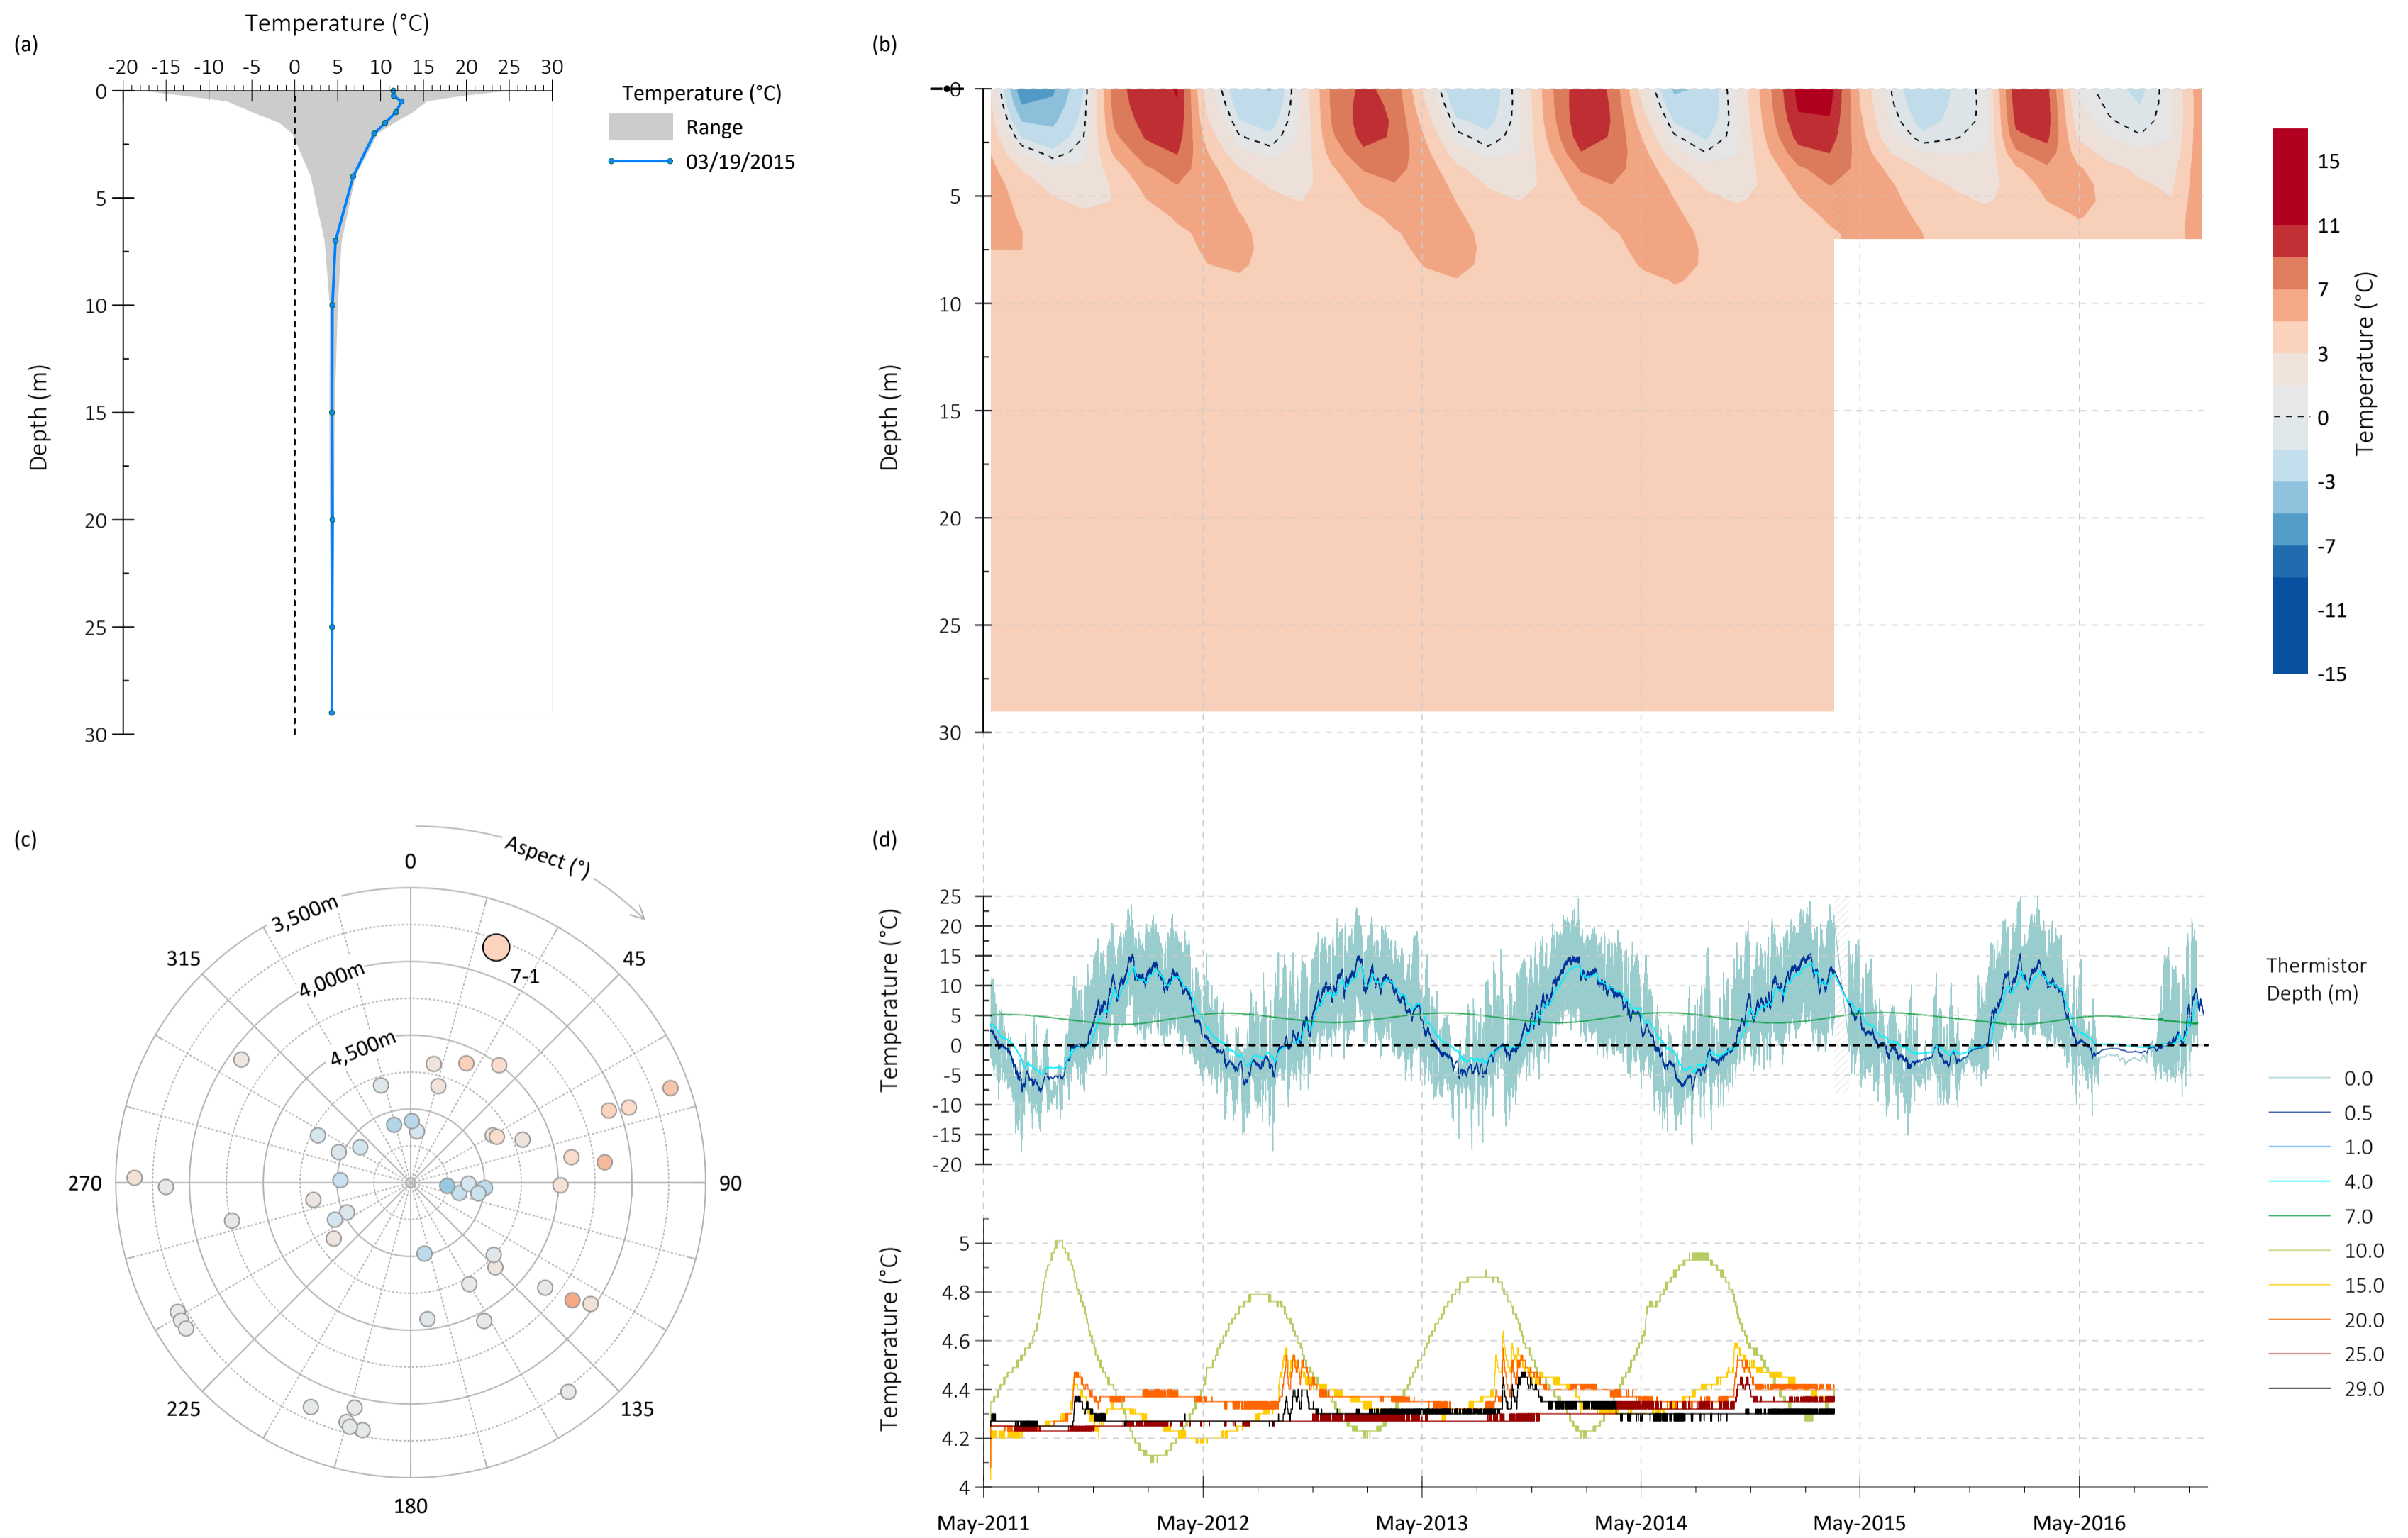 (a)
Temperature (°C)
-20 -15 -10 -5 0 5 10 15 20 25 30
0
5
10
15
20
25
30
Depth (m)
Temperature (°C)
Range
03/19/2015
(b)
0
5
10
15
20
25
30
Depth (m)
15
11
7
3
0
-3
-7
-11
-15
Temperature (°C)
(c)
Aspect (°)
0
45
90
135
180
225
270
315
3,500m
4,000m
4,500m
7-1
(d)
Temperature (°C)
25
20
15
10
5
0
-5
-10
-15
-20
Temperature (°C)
5
4.8
4.6
4.4
4.2
4
May-2011 May-2012 May-2013 May-2014 May-2015 May-2016
Thermistor
Depth (m)
0.0
0.5
1.0
4.0
7.0
10.0
15.0
20.0
25.0
29.0